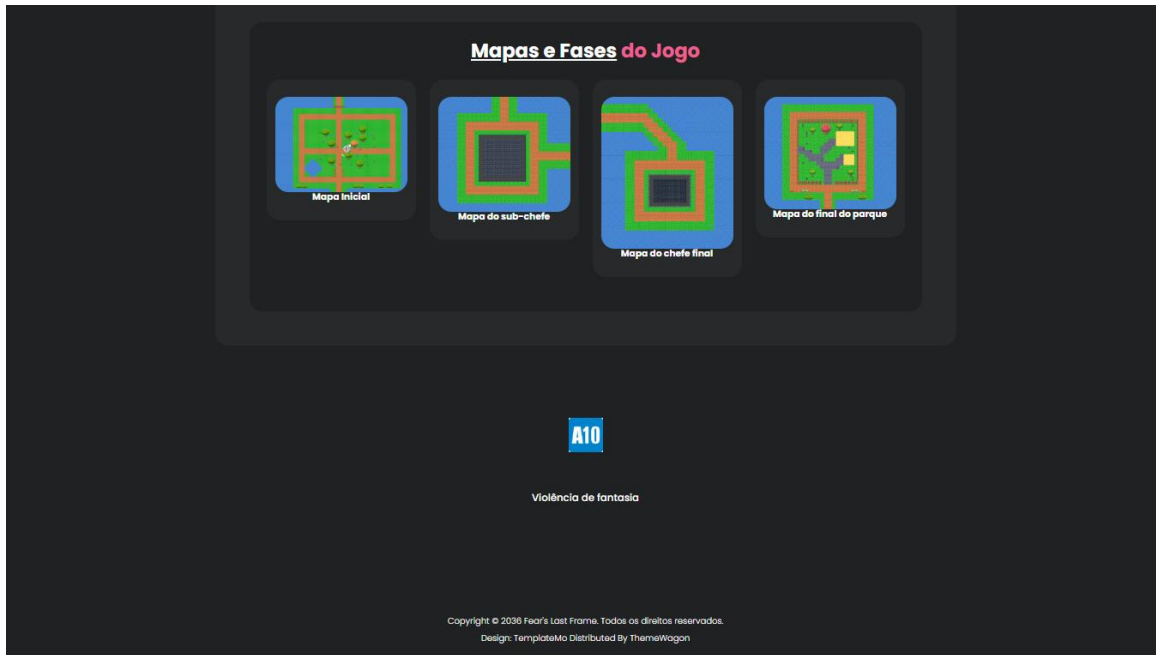 Mapas e Fases do Jogo
Mapa Inicial
Mapa do sub-chefe
Mapa do chefe final
Mapa do final do parque
A10
Violência de fantasia
Copyright © 2036 Fear's Last Frame. Todos os direitos reservados.
Design: TemplateMo Distributed By ThemeWagon